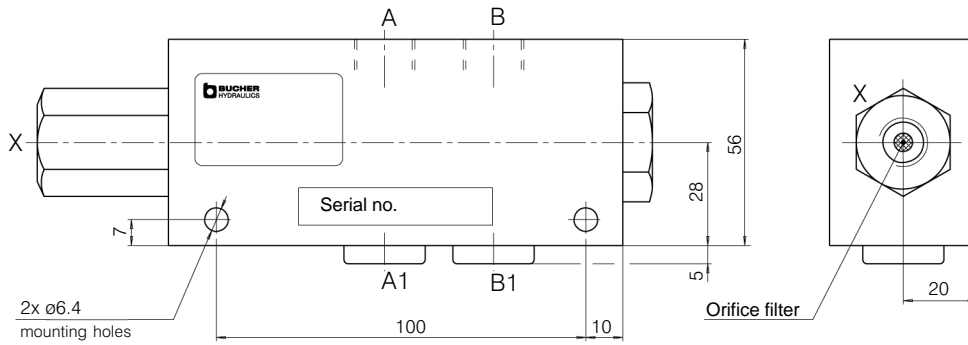 A
B
BUCHER
HYDRAULICS
X
X
56
28
Serial no.
7
5
A1
B1
2x ø6.4
mounting holes
100
10
Orifice filter
20